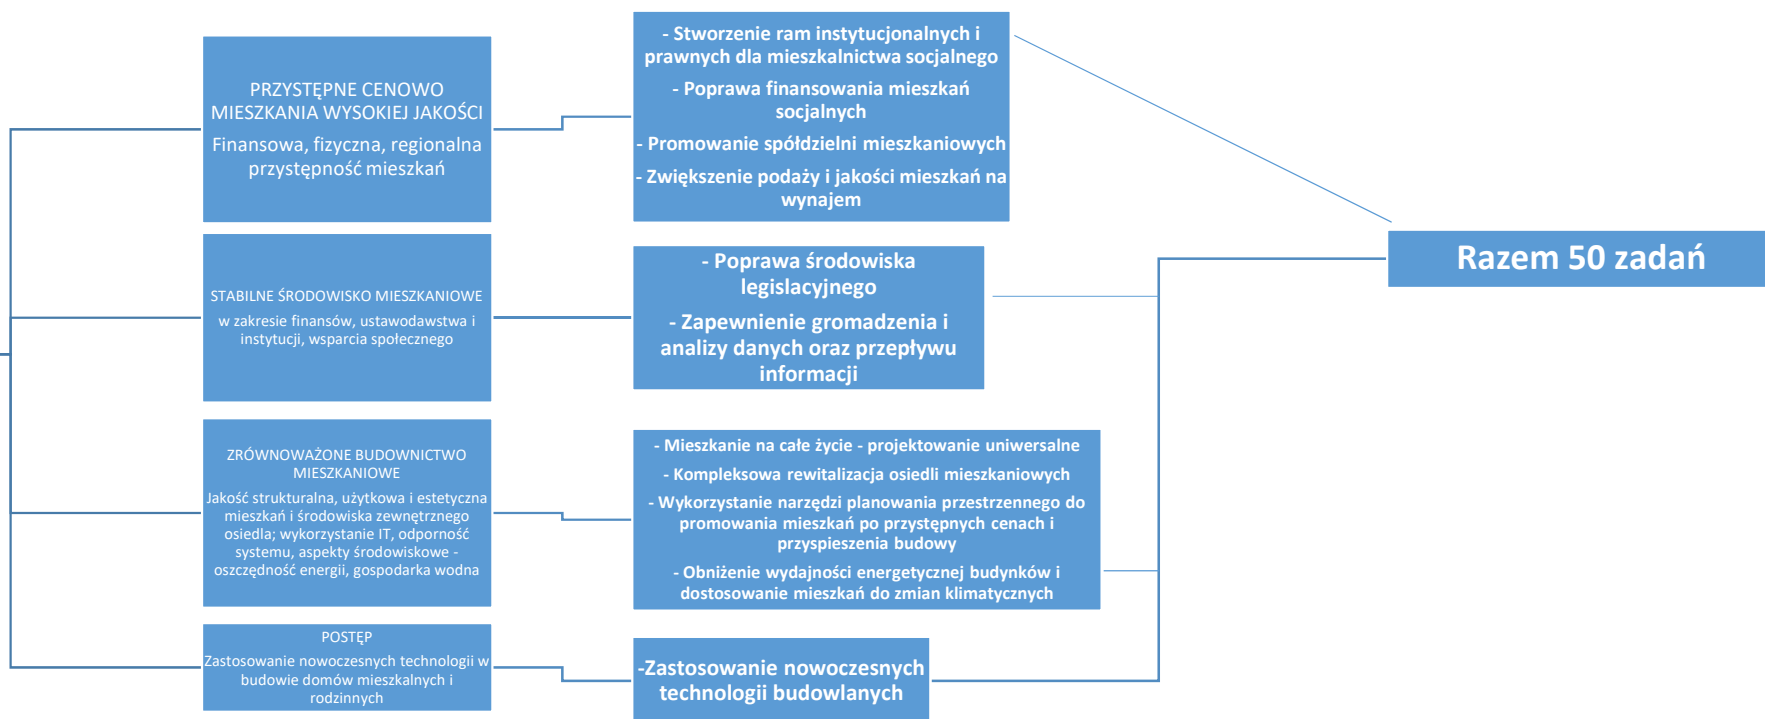 PRZYSTĘPNE CENOWO
MIESZKANIA WYSOKIEJ JAKOŚCI
Finansowa, fizyczna, regionalna
przystępność mieszkań
- Stworzenie ram instytucjonalnych i
prawnych dla mieszkalnictwa socjalnego
- Poprawa finansowania mieszkań
socjalnych
- Promowanie spółdzielni mieszkaniowych
- Zwiększenie podaży i jakości mieszkań na
wynajem
STABILNE ŚRODOWISKO MIESZKANIOWE
w zakresie finansów, ustawodawstwa i
instytucji, wsparcia społecznego
- Poprawa środowiska
legislacyjnego
- Zapewnienie gromadzenia i
analizy danych oraz przepływu
informacji
ZRÓWNOWAŻONE BUDOWNICTWO
MIESZKANIOWE
Jakość strukturalna, użytkowa i estetyczna
mieszkań i środowiska zewnętrznego
osiedla; wykorzystanie IT, odporność
systemu, aspekty środowiskowe -
oszczędność energii, gospodarka wodna
- Mieszkanie na całe życie - projektowanie uniwersalne
- Kompleksowa rewitalizacja osiedli mieszkaniowych
- Wykorzystanie narzędzi planowania przestrzennego do
promowania mieszkań po przystępnych cenach i
przyspieszenia budowy
- Obniżenie wydajności energetycznej budynków i
dostosowanie mieszkań do zmian klimatycznych
POSTĘP
Zastosowanie nowoczesnych technologii w
budowie domów mieszkalnych i
rodzinnych
-Zastosowanie nowoczesnych
technologii budowlanych
Razem 50 zadań